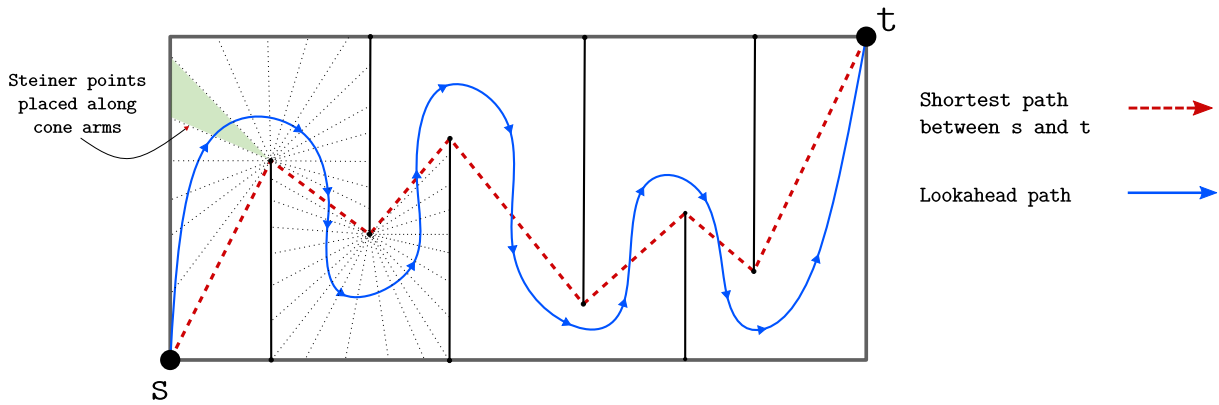 t
Steiner points
placed along
cone arms
Shortest path
between s and t
Lookahead path
s